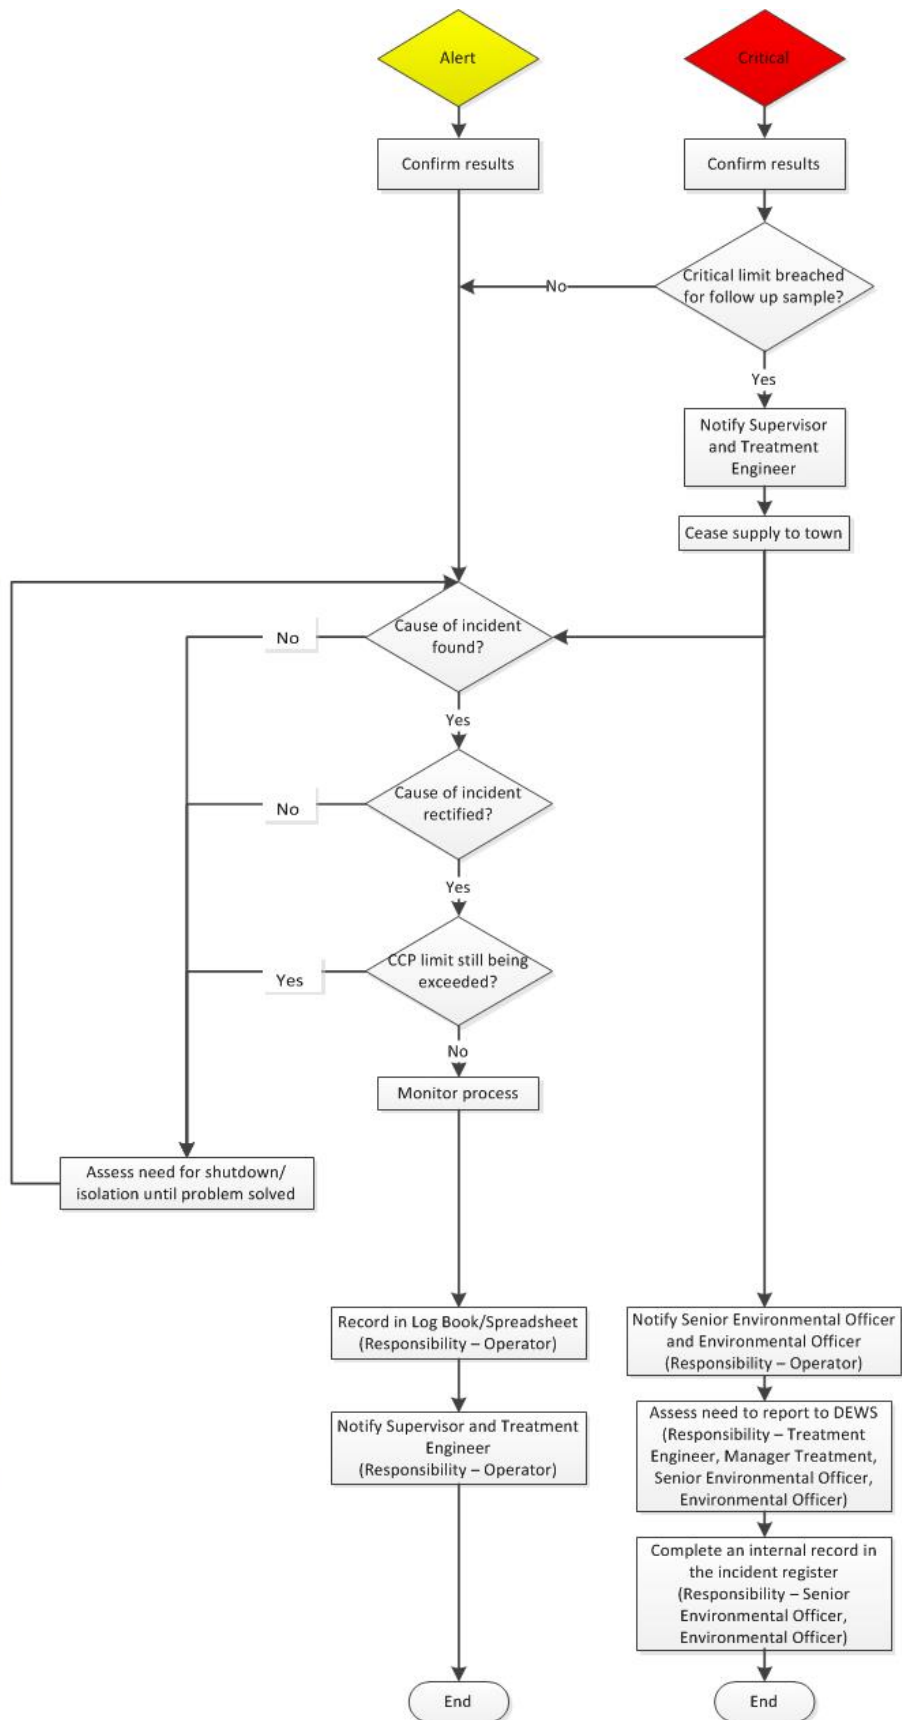 Alert
Critical
Confirm results
Confirm results
Critical limit breached
for follow up sample?
No
Yes
Notify Supervisor
and Treatment
Engineer
Cease supply to town
Cause of incident
found?
No
Yes
Cause of incident
rectified?
No
Yes
CCP limit still being
exceeded?
Yes
No
Monitor process
Assess need for shutdown/
isolation until problem solved
Record in Log Book/Spreadsheet
(Responsibility – Operator)
Notify Supervisor and Treatment
Engineer
(Responsibility – Operator)
End
Notify Senior Environmental Officer
and Environmental Officer
(Responsibility – Operator)
Assess need to report to DEWS
(Responsibility – Treatment
Engineer, Manager Treatment,
Senior Environmental Officer,
Environmental Officer)
Complete an internal record in
the incident register
(Responsibility – Senior
Environmental Officer,
Environmental Officer)
End